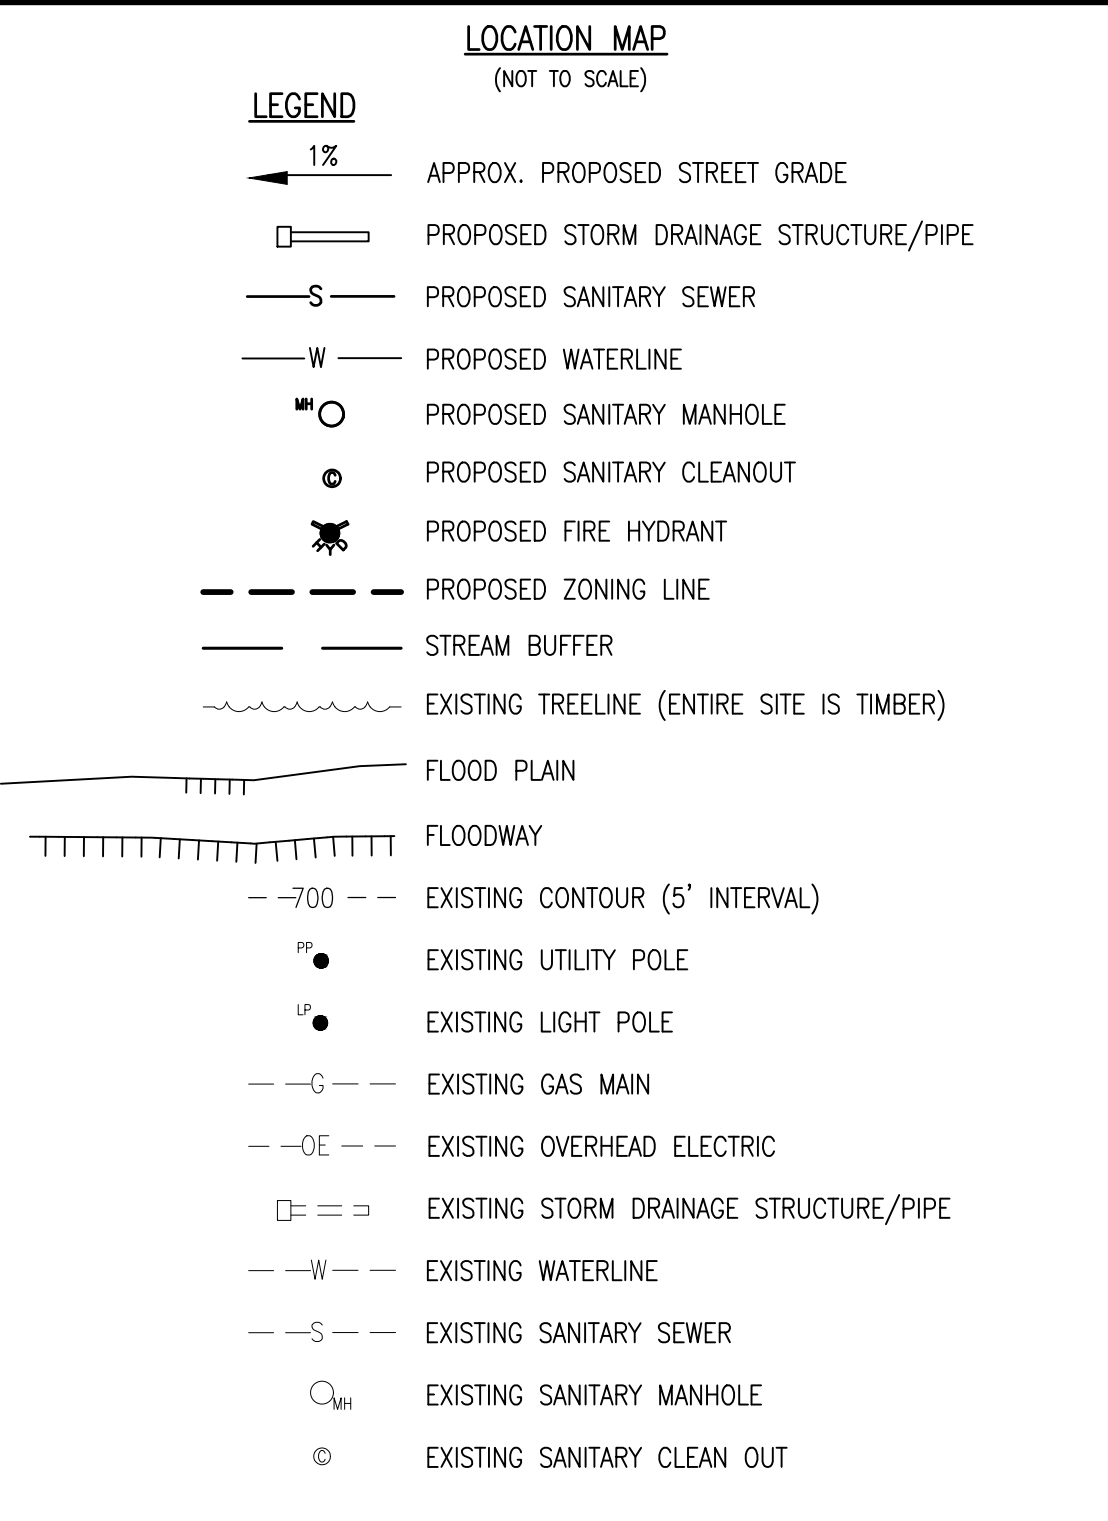 LOCATION MAP
(NOT TO SCALE)
LEGEND
1%
APPROX. PROPOSED STREET GRADE
PROPOSED STORM DRAINAGE STRUCTURE/PIPE
S PROPOSED SANITARY SEWER
W PROPOSED WATERLINE
MH PROPOSED SANITARY MANHOLE
C PROPOSED SANITARY CLEANOUT
PROPOSED FIRE HYDRANT
HYD
PROPOSED ZONING LINE
STREAM BUFFER
EXISTING TREELINE (ENTIRE SITE IS TIMBER)
FLOOD PLAIN
FLOODWAY
700 EXISTING CONTOUR (5' INTERVAL)
PP EXISTING UTILITY POLE
LP EXISTING LIGHT POLE
G EXISTING GAS MAIN
OE EXISTING OVERHEAD ELECTRIC
EXISTING STORM DRAINAGE STRUCTURE/PIPE
W EXISTING WATERLINE
S EXISTING SANITARY SEWER
MH EXISTING SANITARY MANHOLE
© EXISTING SANITARY CLEAN OUT